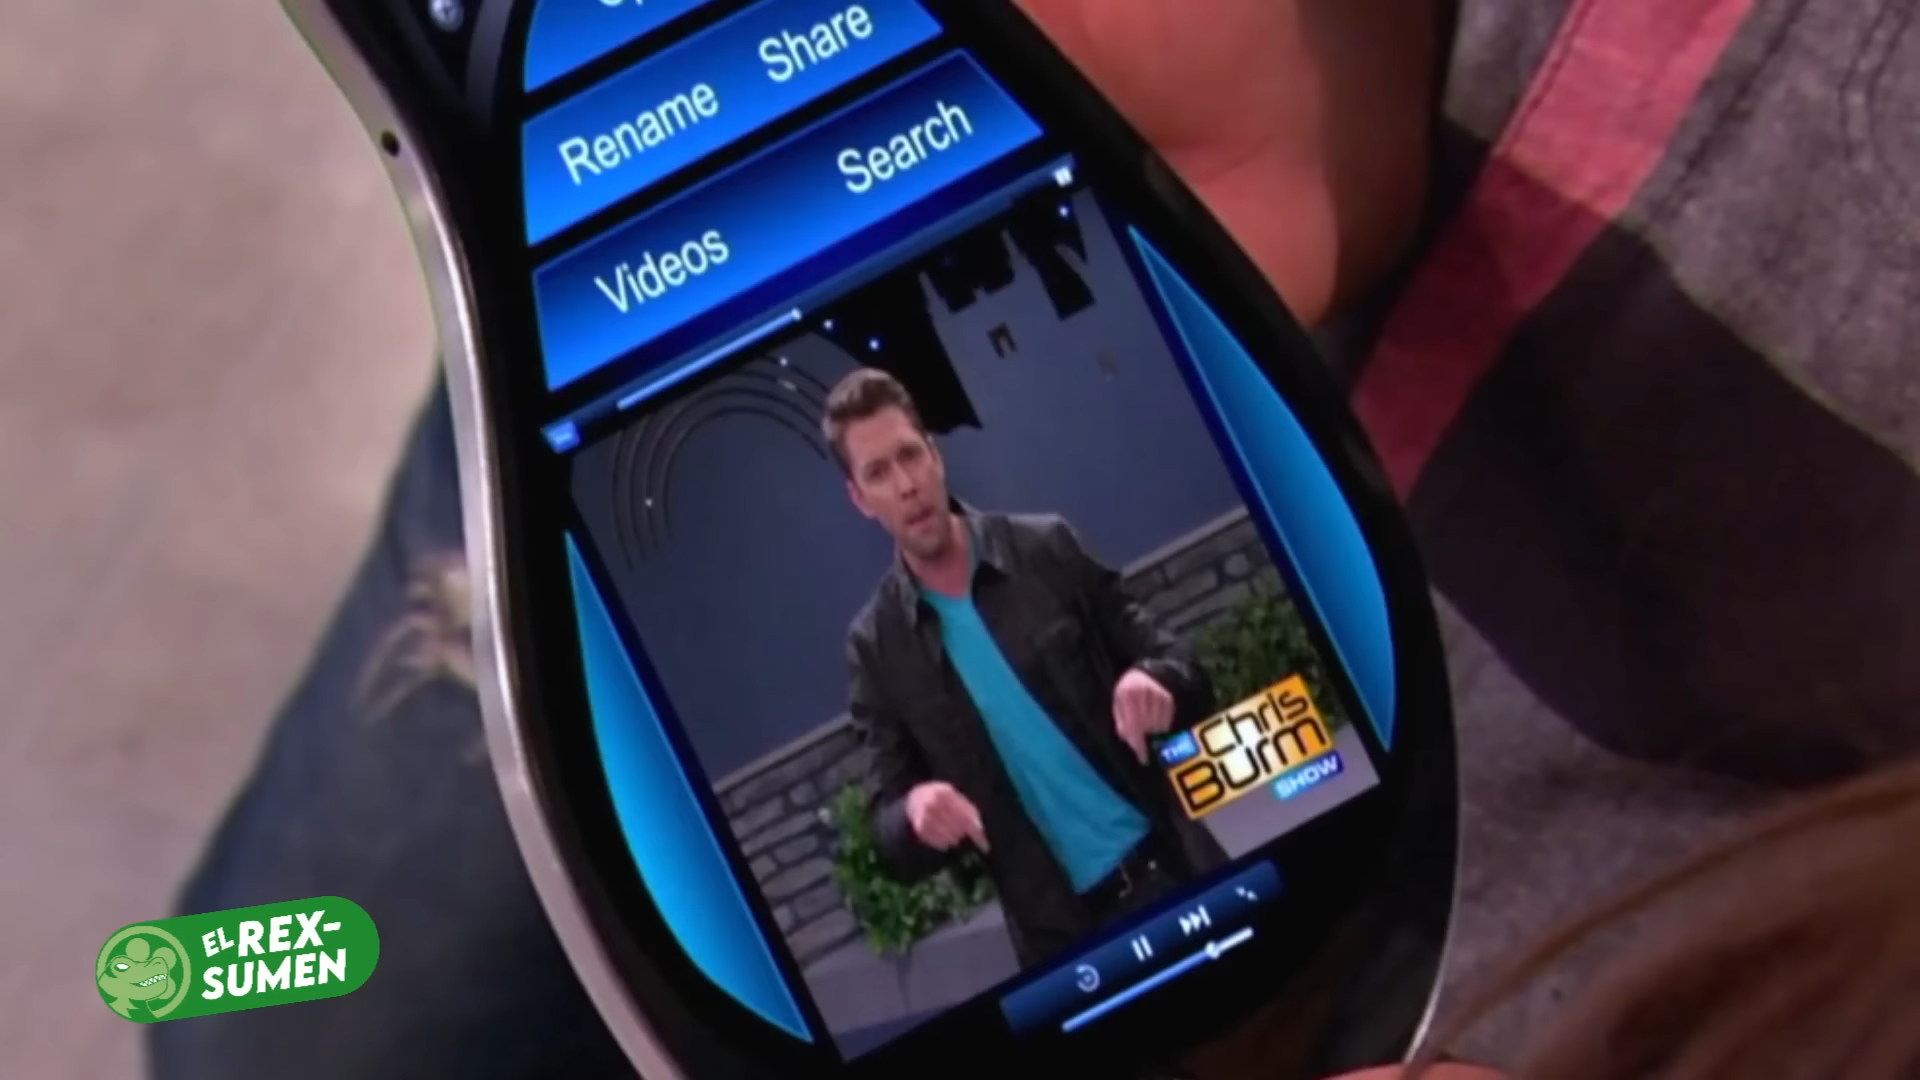 Share
Rename
Search
Videos
THE
Chris
Burm
SHOW
EL REX-
SUMEN